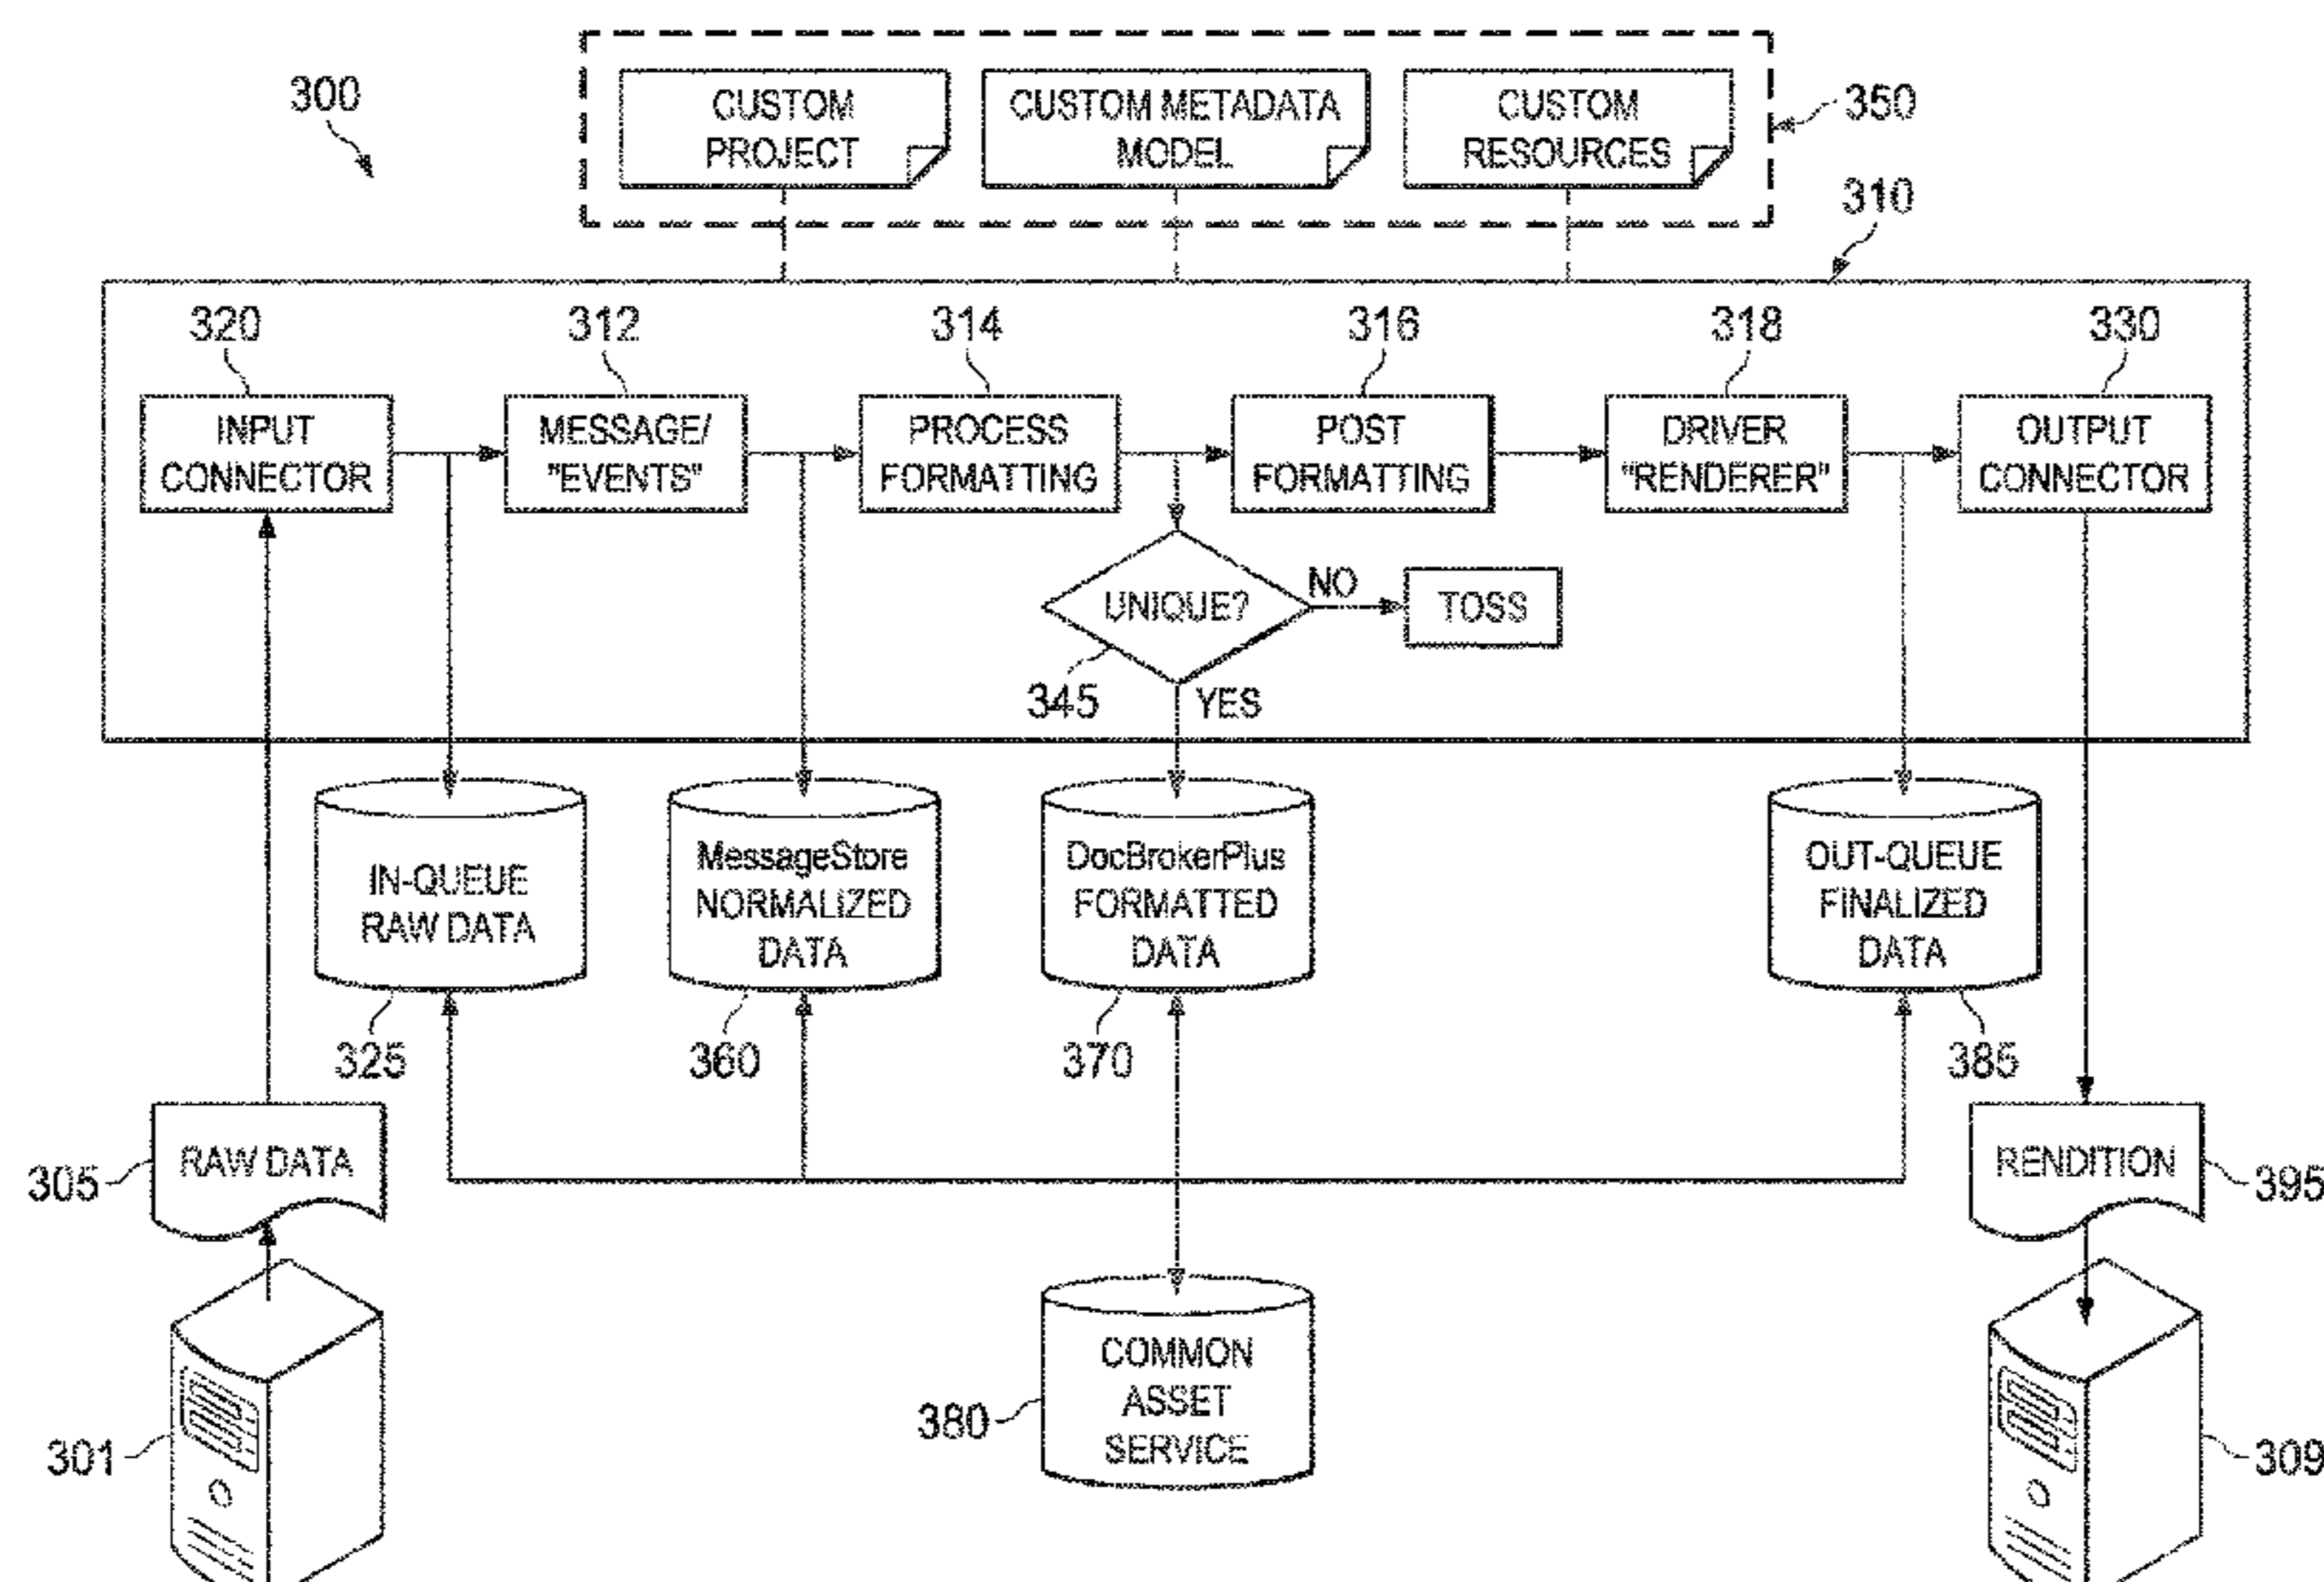 300
CUSTOM
PROJECT
CUSTOM METADATA
MODEL
CUSTOM
RESOURCES
350
310
320
312
314
316
318
330
INPUT
CONNECTOR
MESSAGE/
"EVENTS"
PROCESS
FORMATTING
POST
FORMATTING
DRIVER
"RENDERER"
OUTPUT
CONNECTOR
UNIQUE?
NO
TOSS
345
YES
IN-QUEUE
RAW DATA
MessageStore
NORMALIZED
DATA
DocBrokerPlus
FORMATTED
DATA
OUT-QUEUE
FINALIZED
DATA
325
360
370
385
305
RAW DATA
RENDITION
395
301
380
COMMON
ASSET
SERVICE
309